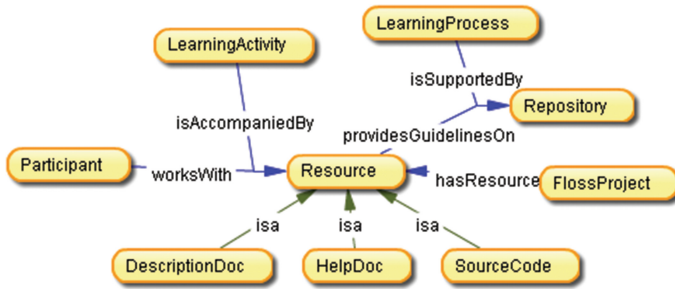 LearningProcess
LearningActivity
isSupportedBy
Repository
isAccompaniedBy
providesGuidelinesOn
Participant
worksWith
Resource
hasResource
FlossProject
isa
isa
isa
DescriptionDoc
HelpDoc
SourceCode